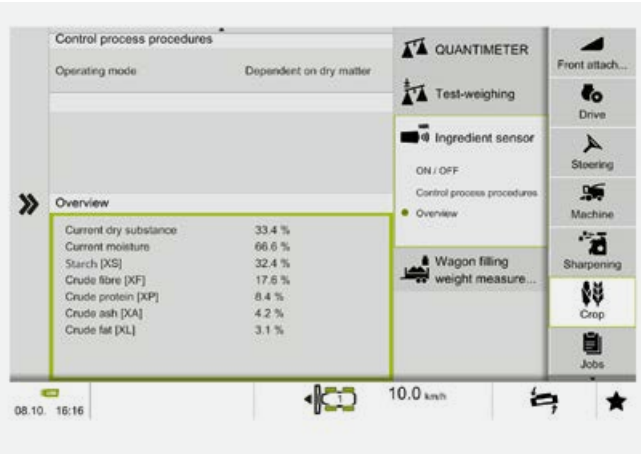 Control process procedures
Operating mode Dependent on dry matter
Overview
Current dry substance 33.4 %
Current moisture 66.6 %
Starch [XS] 32.4 %
Crude fibre [XF] 17.6 %
Crude protein [XP] 8.4 %
Crude ash [XA] 4.2 %
Crude fat [XL] 3.1 %
QUANTIMETER
Test-weighing
Ingredient sensor
ON / OFF
Control process procedures
Overview
Wagon filling
weight measure...
Front attach...
Drive
Steering
Machine
Sharpening
Crop
Jobs
08.10. 16:16
1
10.0 km/h